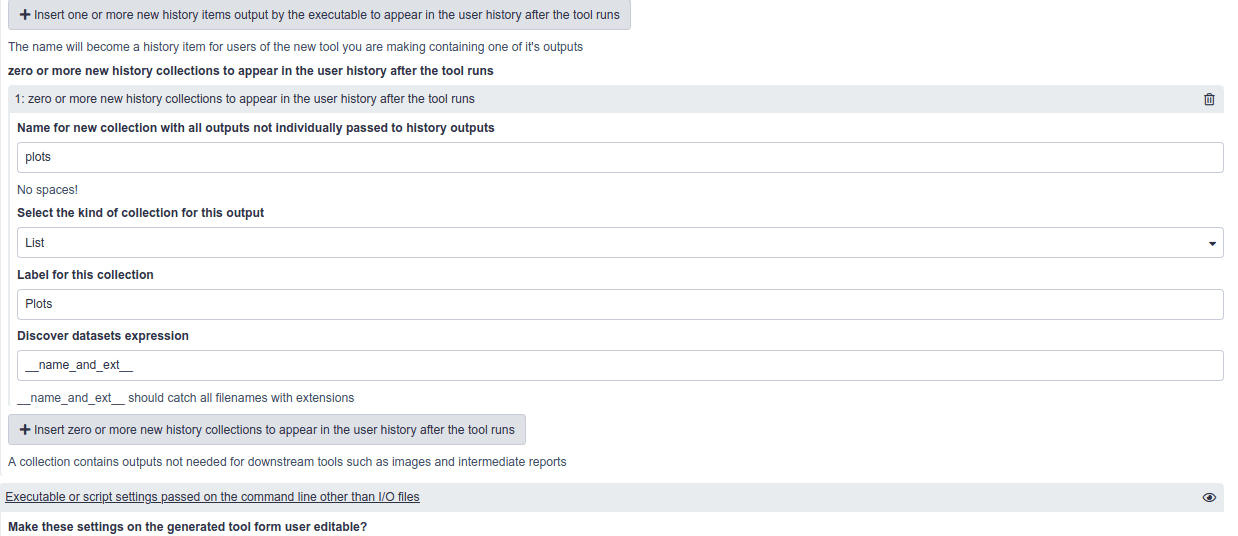 + Insert one or more new history items output by the executable to appear in the user history after the tool runs
The name will become a history item for users of the new tool you are making containing one of it's outputs
zero or more new history collections to appear in the user history after the tool runs
1: zero or more new history collections to appear in the user history after the tool runs
Name for new collection with all outputs not individually passed to history outputs
plots
No spaces!
Select the kind of collection for this output
List
Label for this collection
Plots
Discover datasets expression
__name_and_ext__
__name_and_ext__ should catch all filenames with extensions
+ Insert zero or more new history collections to appear in the user history after the tool runs
A collection contains outputs not needed for downstream tools such as images and intermediate reports
Executable or script settings passed on the command line other than I/O files
Make these settings on the generated tool form user editable?